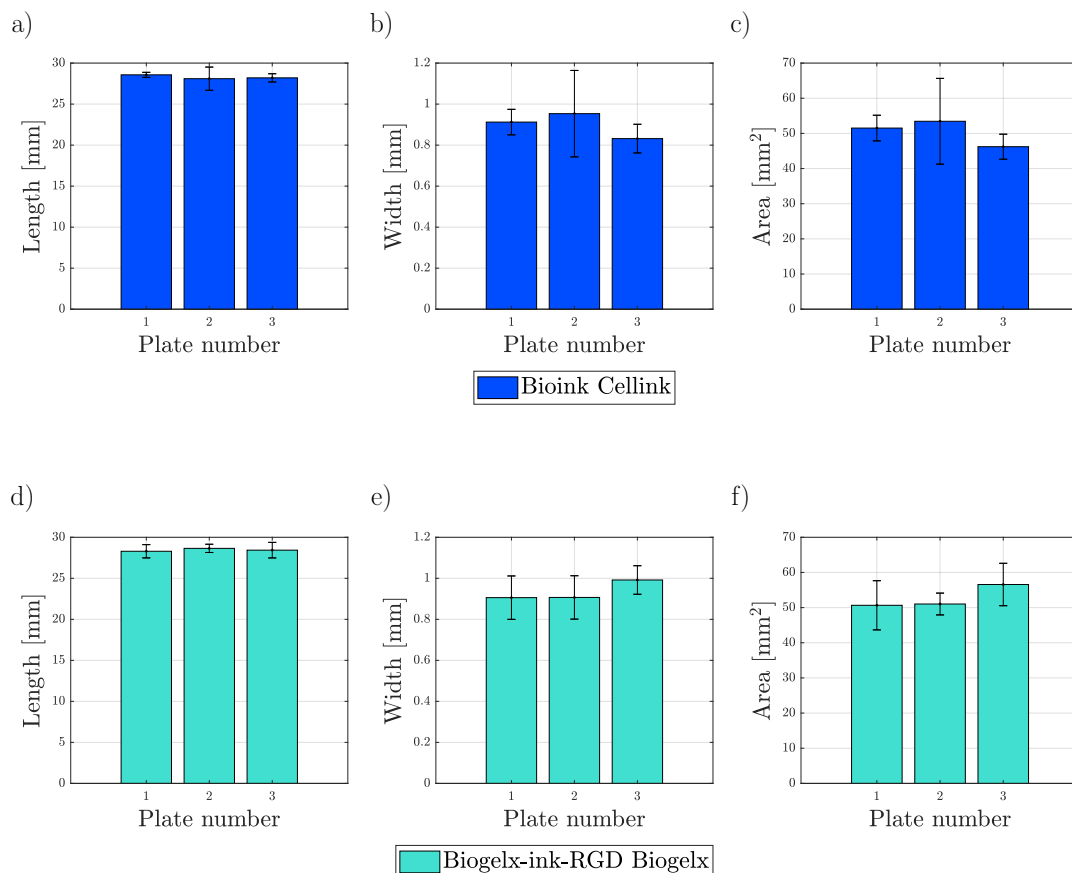 a)
30
25
20
15
10
5
0
Length [mm]
1 2 3
Plate number
b)
1.2
1
0.8
0.6
0.4
0.2
0
Width [mm]
1 2 3
Plate number
c)
70
60
50
40
30
20
10
0
Area [mm²]
1 2 3
Plate number
Bioink Cellink
d)
30
25
20
15
10
5
0
Length [mm]
1 2 3
Plate number
e)
1.2
1
0.8
0.6
0.4
0.2
0
Width [mm]
1 2 3
Plate number
f)
70
60
50
40
30
20
10
0
Area [mm²]
1 2 3
Plate number
Biogelx-ink-RGD Biogelx